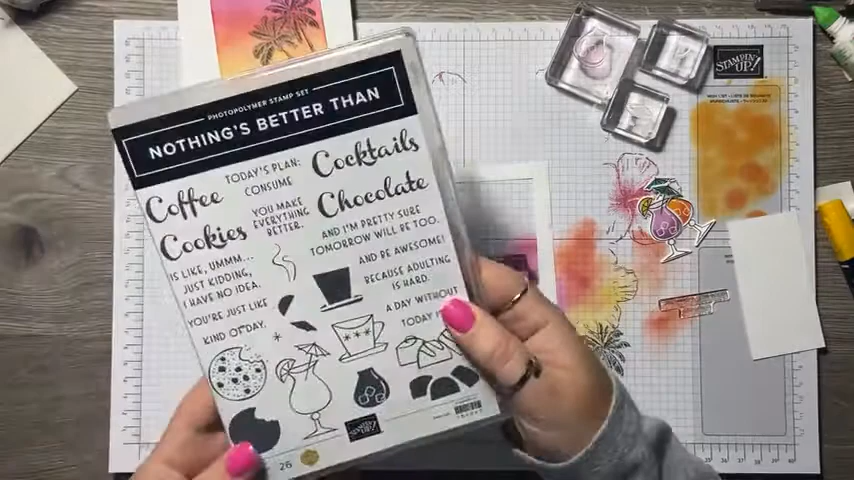 PHOTOPOLYMER STAMP SET
NOTHING'S BETTER THAN
Coffee
TODAY'S PLAN:
CONSUME
Cocktails
Cookies
YOU MAKE
EVERYTHING
BETTER.
Chocolate
AND I'M PRETTY SURE
TOMORROW WILL BE TOO.
IS LIKE, UMMM...
JUST KIDDING,
I HAVE NO IDEA.
AND BE AWESOME!
BECAUSE ADULTING
IS HARD.
YOU'RE JUST LIKE
KIND OF DAY.
A DAY WITHOUT
TODAY
26
STAMPIN' UP!
STAMPIN' UP!